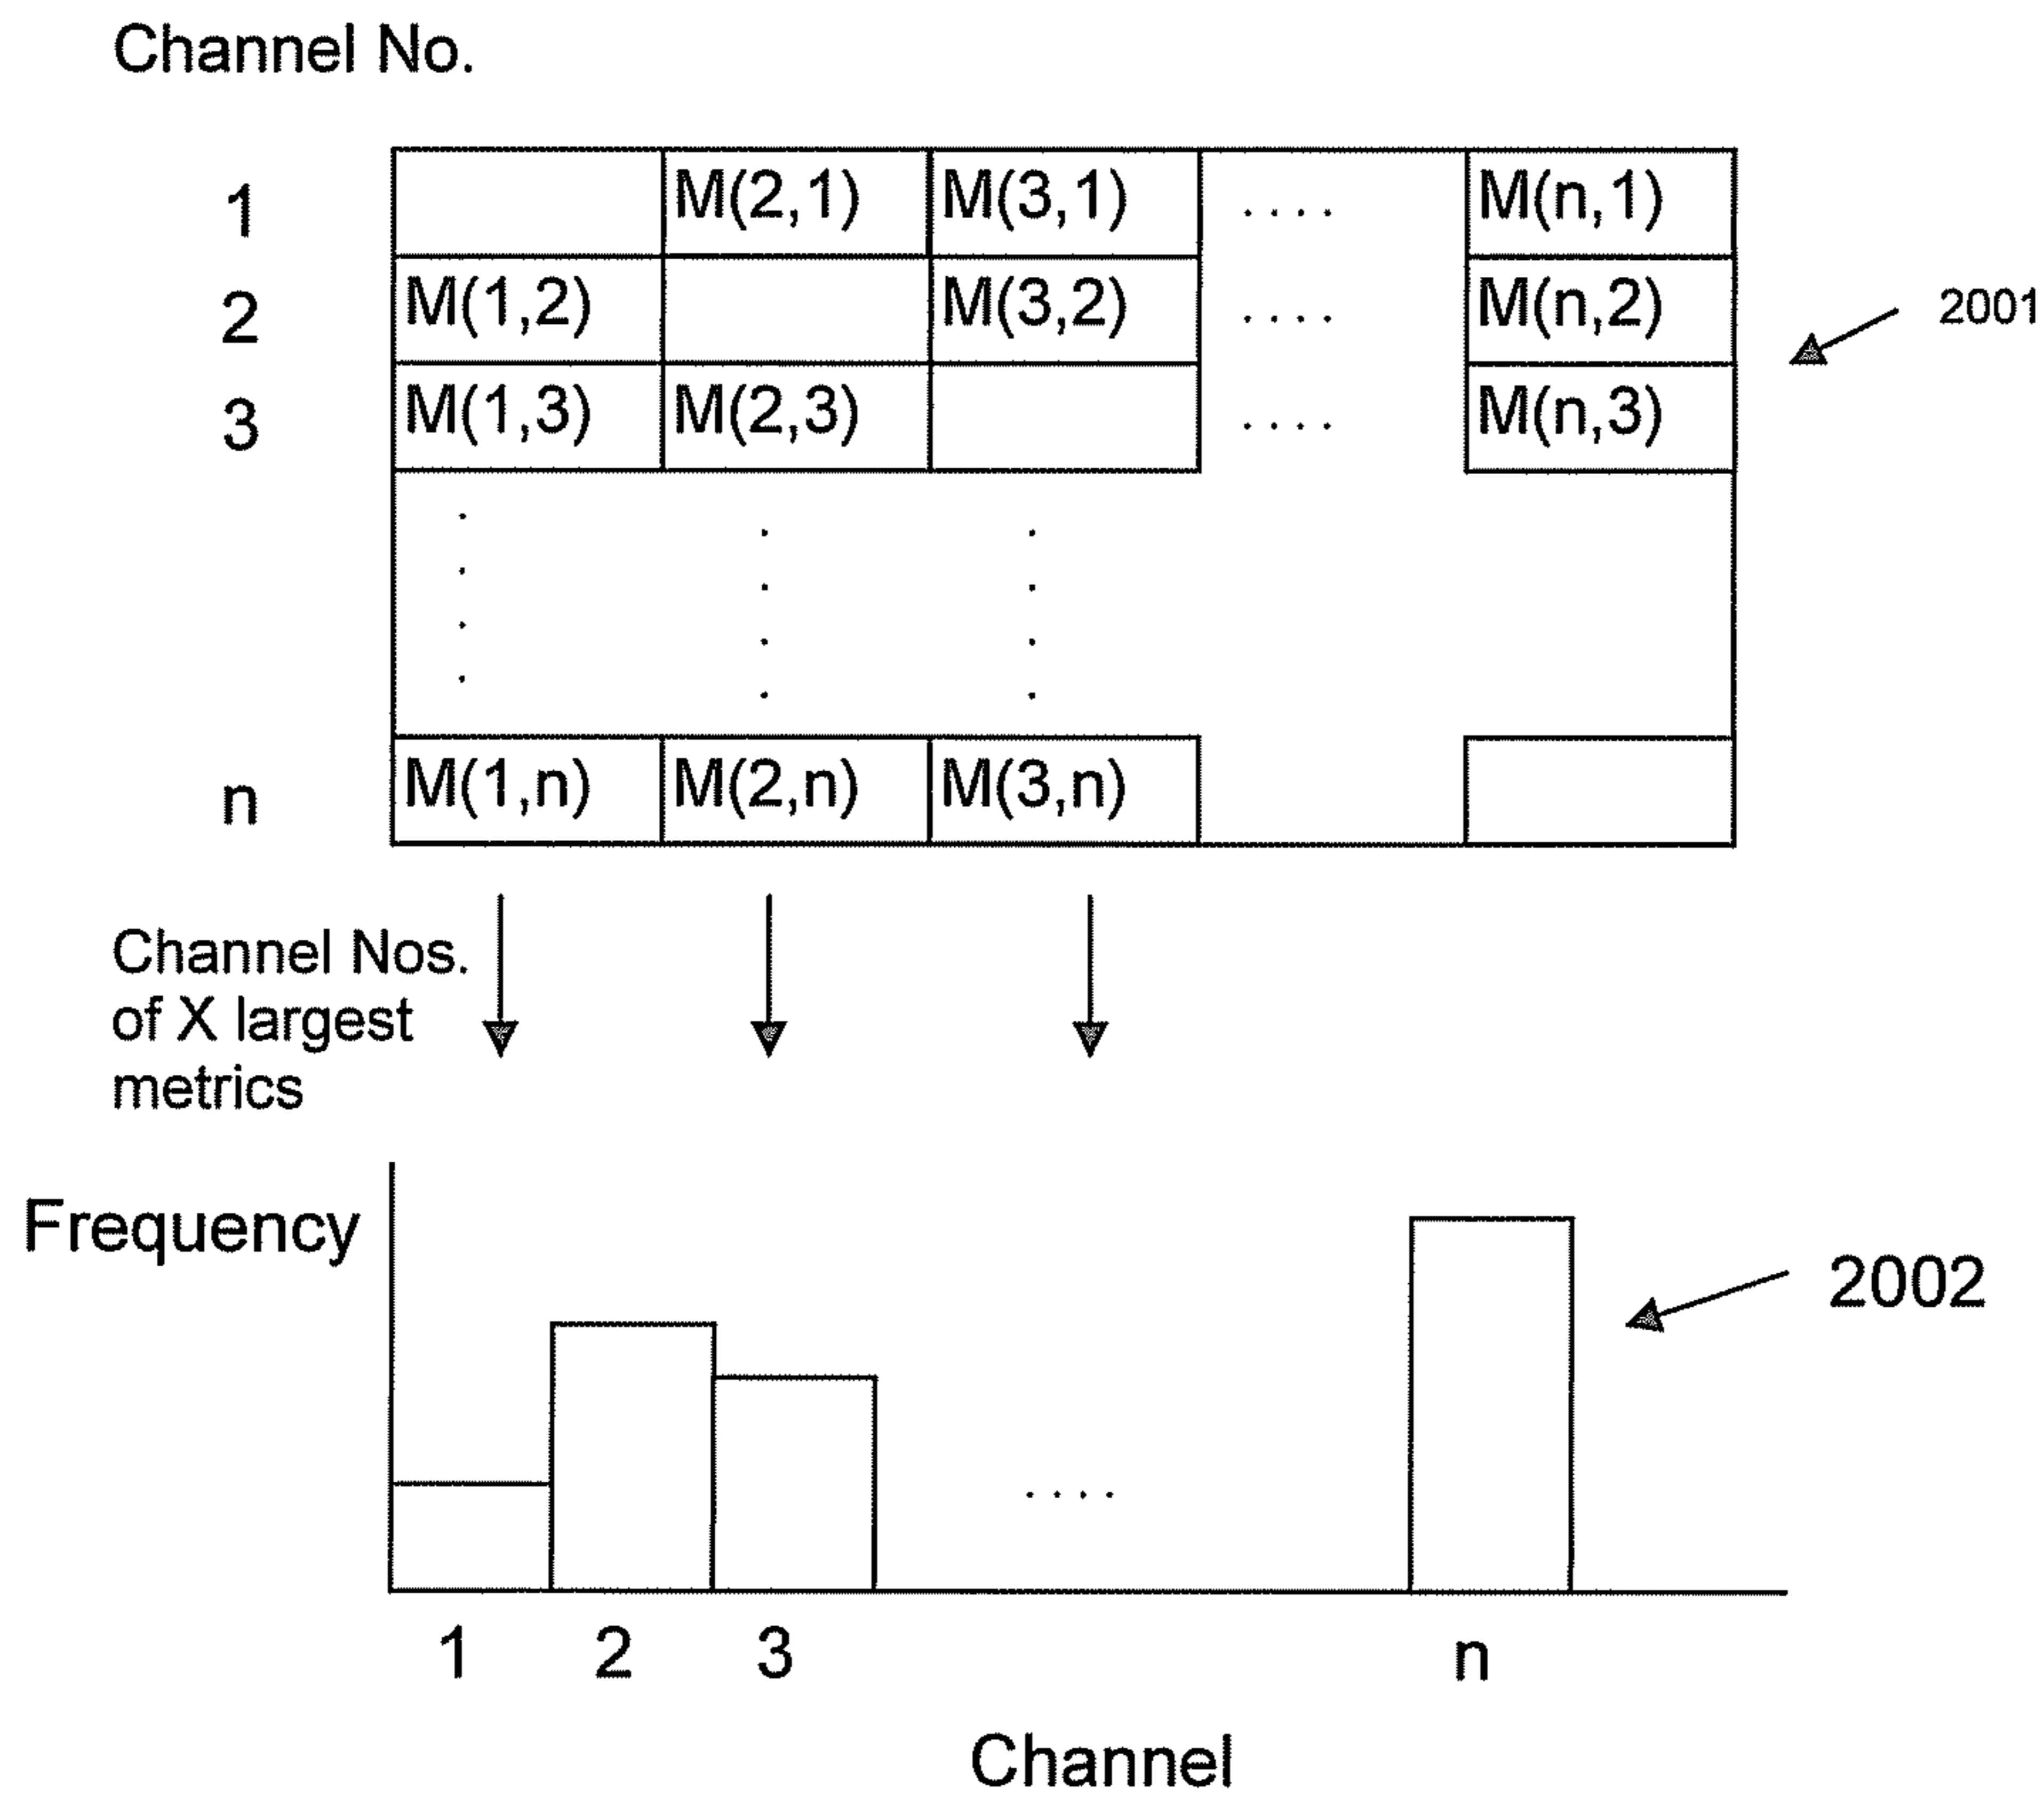 Channel No.
1 M(2,1) M(3,1) .... M(n,1)
2 M(1,2) M(3,2) .... M(n,2)
2001
3 M(1,3) M(2,3) .... M(n,3)
n M(1,n) M(2,n) M(3,n)
Channel Nos.
of X largest
metrics
Frequency
2002
....
1 2 3 n
Channel